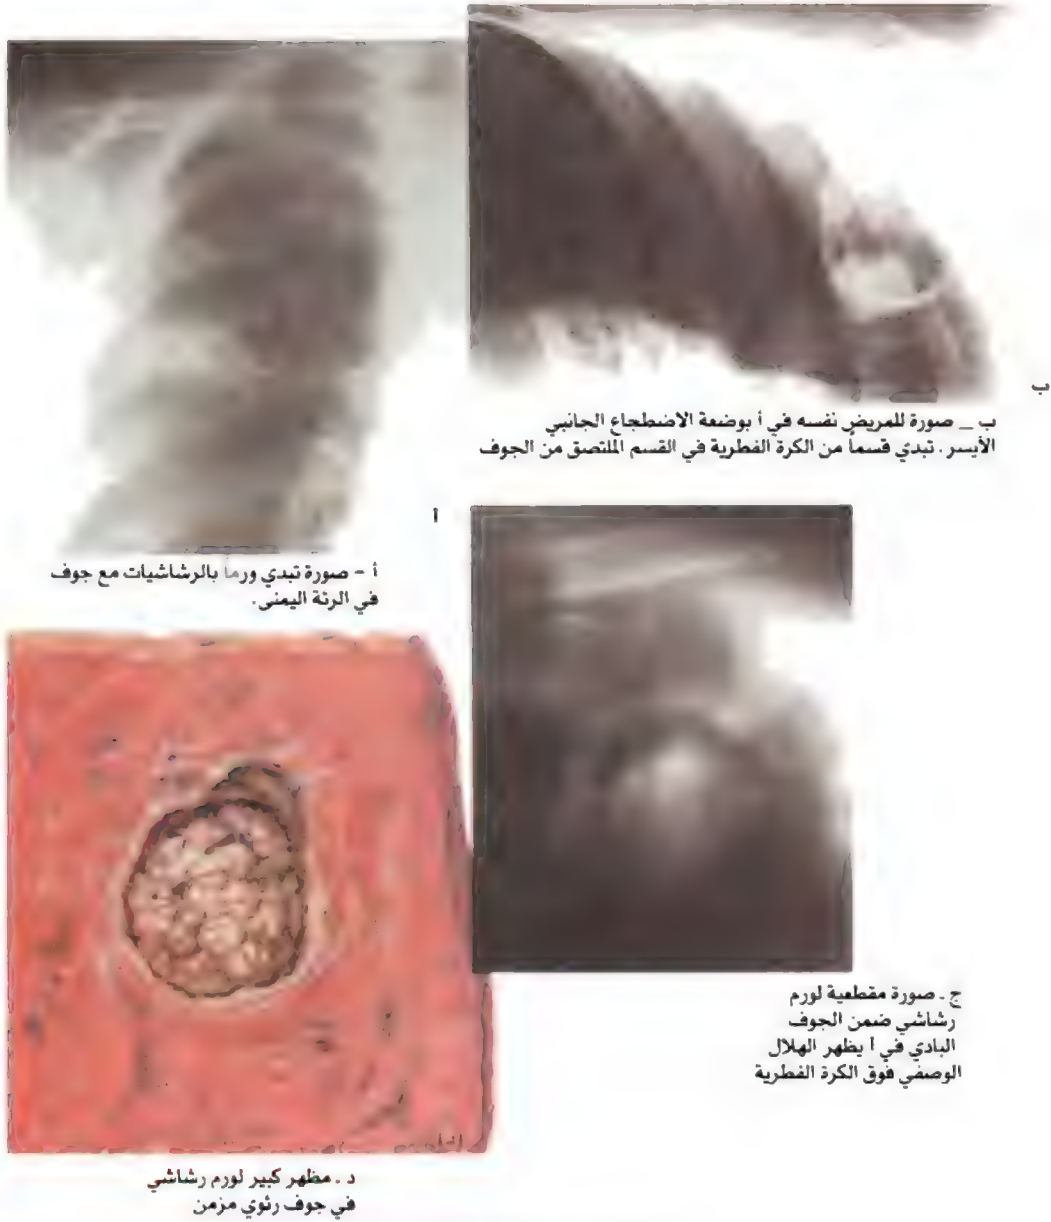 ب
ب – صورة للمريض نفسه في أ بوضعة الاضطجاع الجانبي
الأيسر. تبدي قسماً من الكرة الفطرية في القسم الملتصق من الجوف
أ
أ - صورة تبدي ورماً بالرشاشيات مع جوف
في الرئة اليمنى.
ج - صورة مقطعية لورم
رشاشي ضمن الجوف
البادي في أ يظهر الهلال
الوصفي فوق الكرة الفطرية
د - مظهر كبير لورم رشاشي
في جوف رئوي مزمن